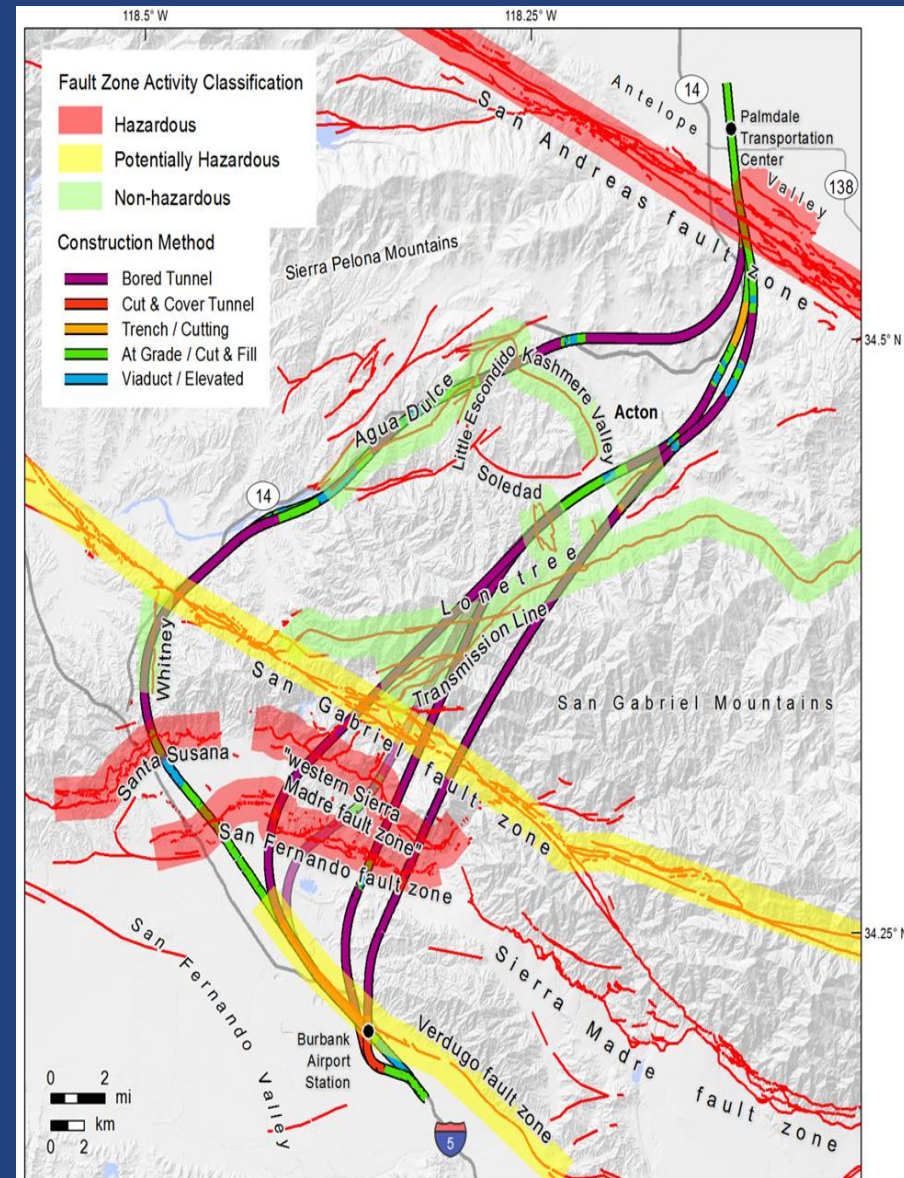 118.5° W
118.25° W
Fault Zone Activity Classification
Hazardous
Potentially Hazardous
Non-hazardous
Construction Method
Bored Tunnel
Cut & Cover Tunnel
Trench / Cutting
At Grade / Cut & Fill
Viaduct / Elevated
San Andreas fault zone
Antelope
Valley
14
Palmdale
Transportation
Center
138
Sierra Pelona Mountains
34.5° N
Agua Dulce
Little Escondido
Kashmere Valley
Acton
Soledad
14
Lonetree
Transmission Line
Whitney
San Gabriel fault zone
San Gabriel Mountains
Santa Susana
"western Sierra
Madre fault zone"
San Fernando fault zone
34.25° N
San Fernando
Valley
Sierra Madre fault zone
Burbank
Airport
Station
Verdugo fault zone
0 2
mi
km
0 2
5